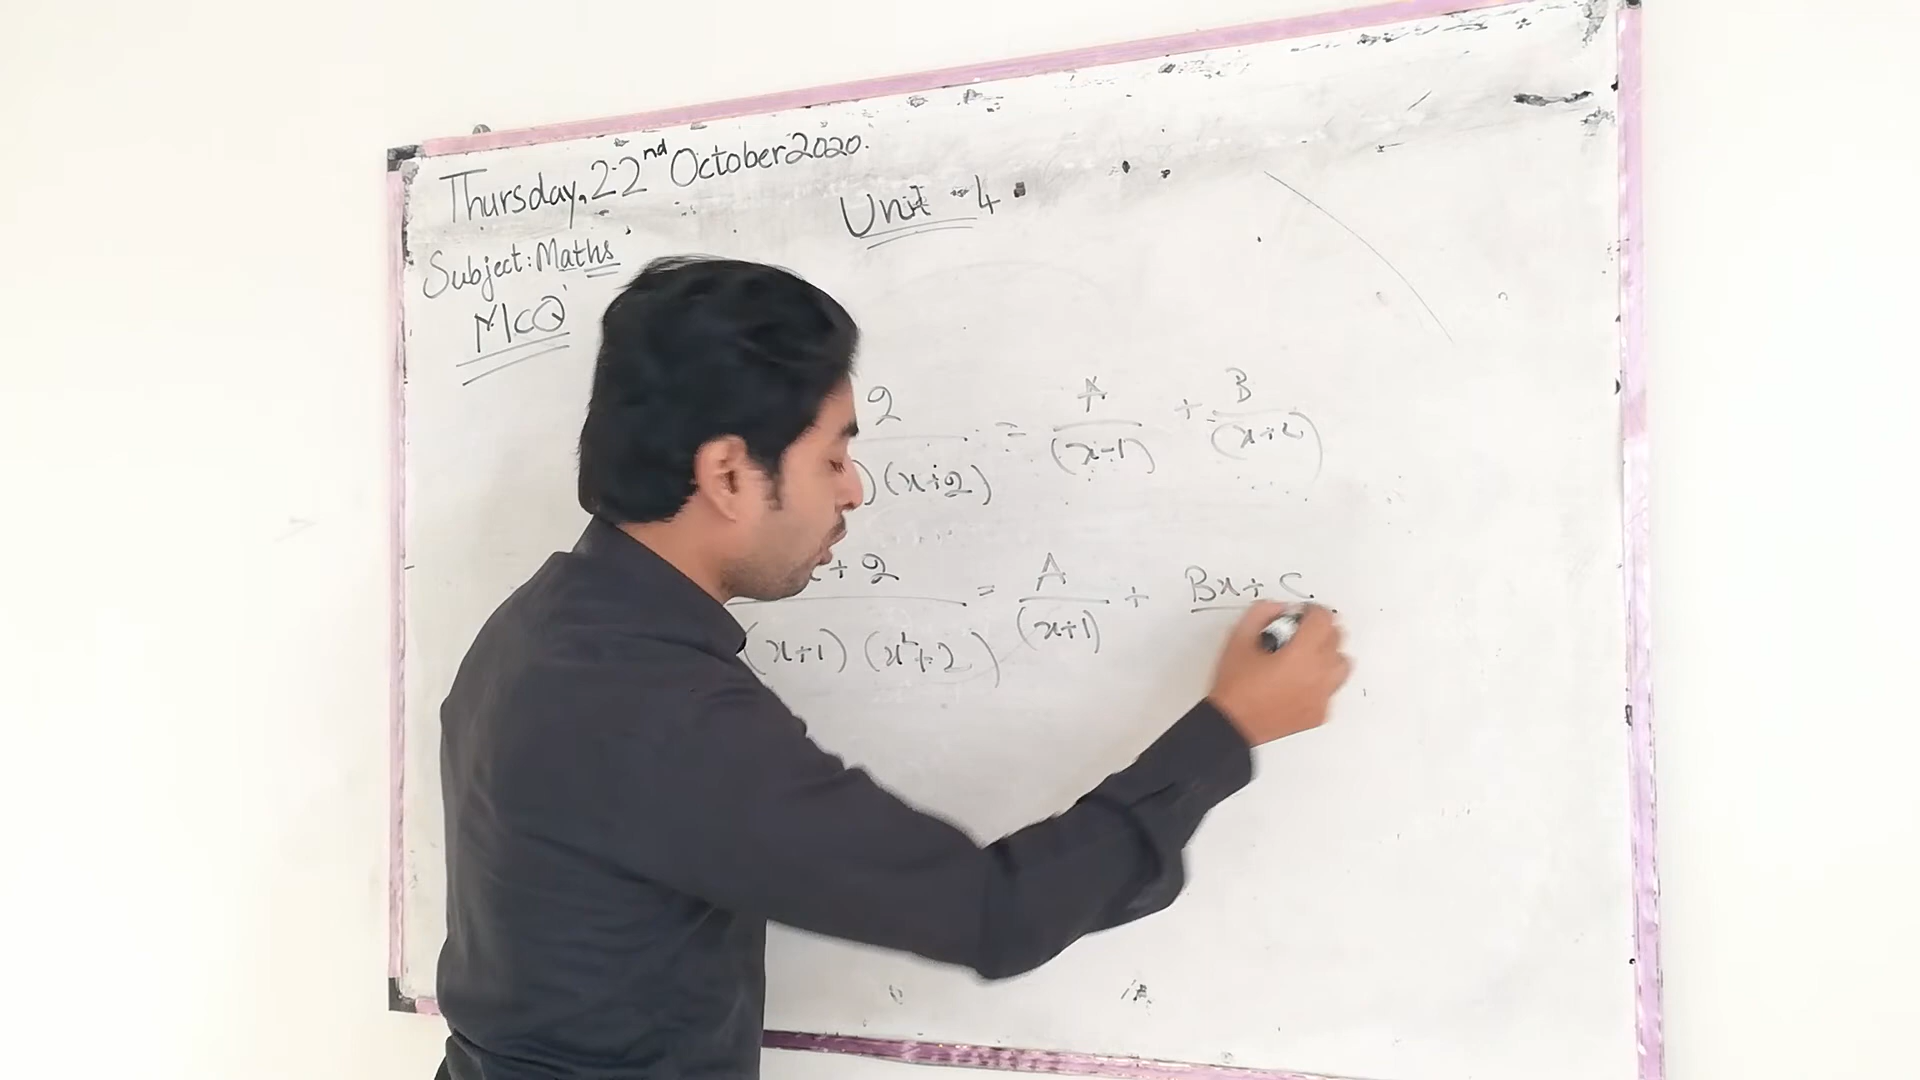 Thursday, 22nd October 2020.
Unit - 4
Subject: Maths
MCQ
2 = A + B
)(x+2) (x-1) (x+2)
x+2 = A + Bx+C
(x+1) (x²+2) (x+1)